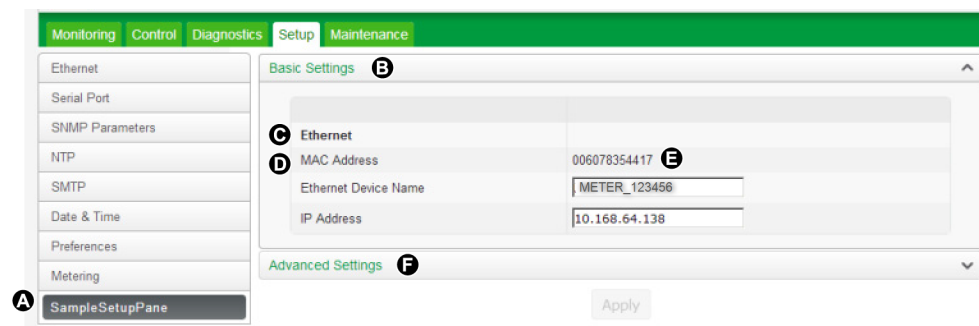 Monitoring Control Diagnostics Setup Maintenance
Ethernet
Serial Port
SNMP Parameters
NTP
SMTP
Date & Time
Preferences
Metering
A SampleSetupPane
Basic Settings B
C Ethernet
D MAC Address 006078354417 E
Ethernet Device Name METER_123456
IP Address 10.168.64.138
Advanced Settings F
Apply